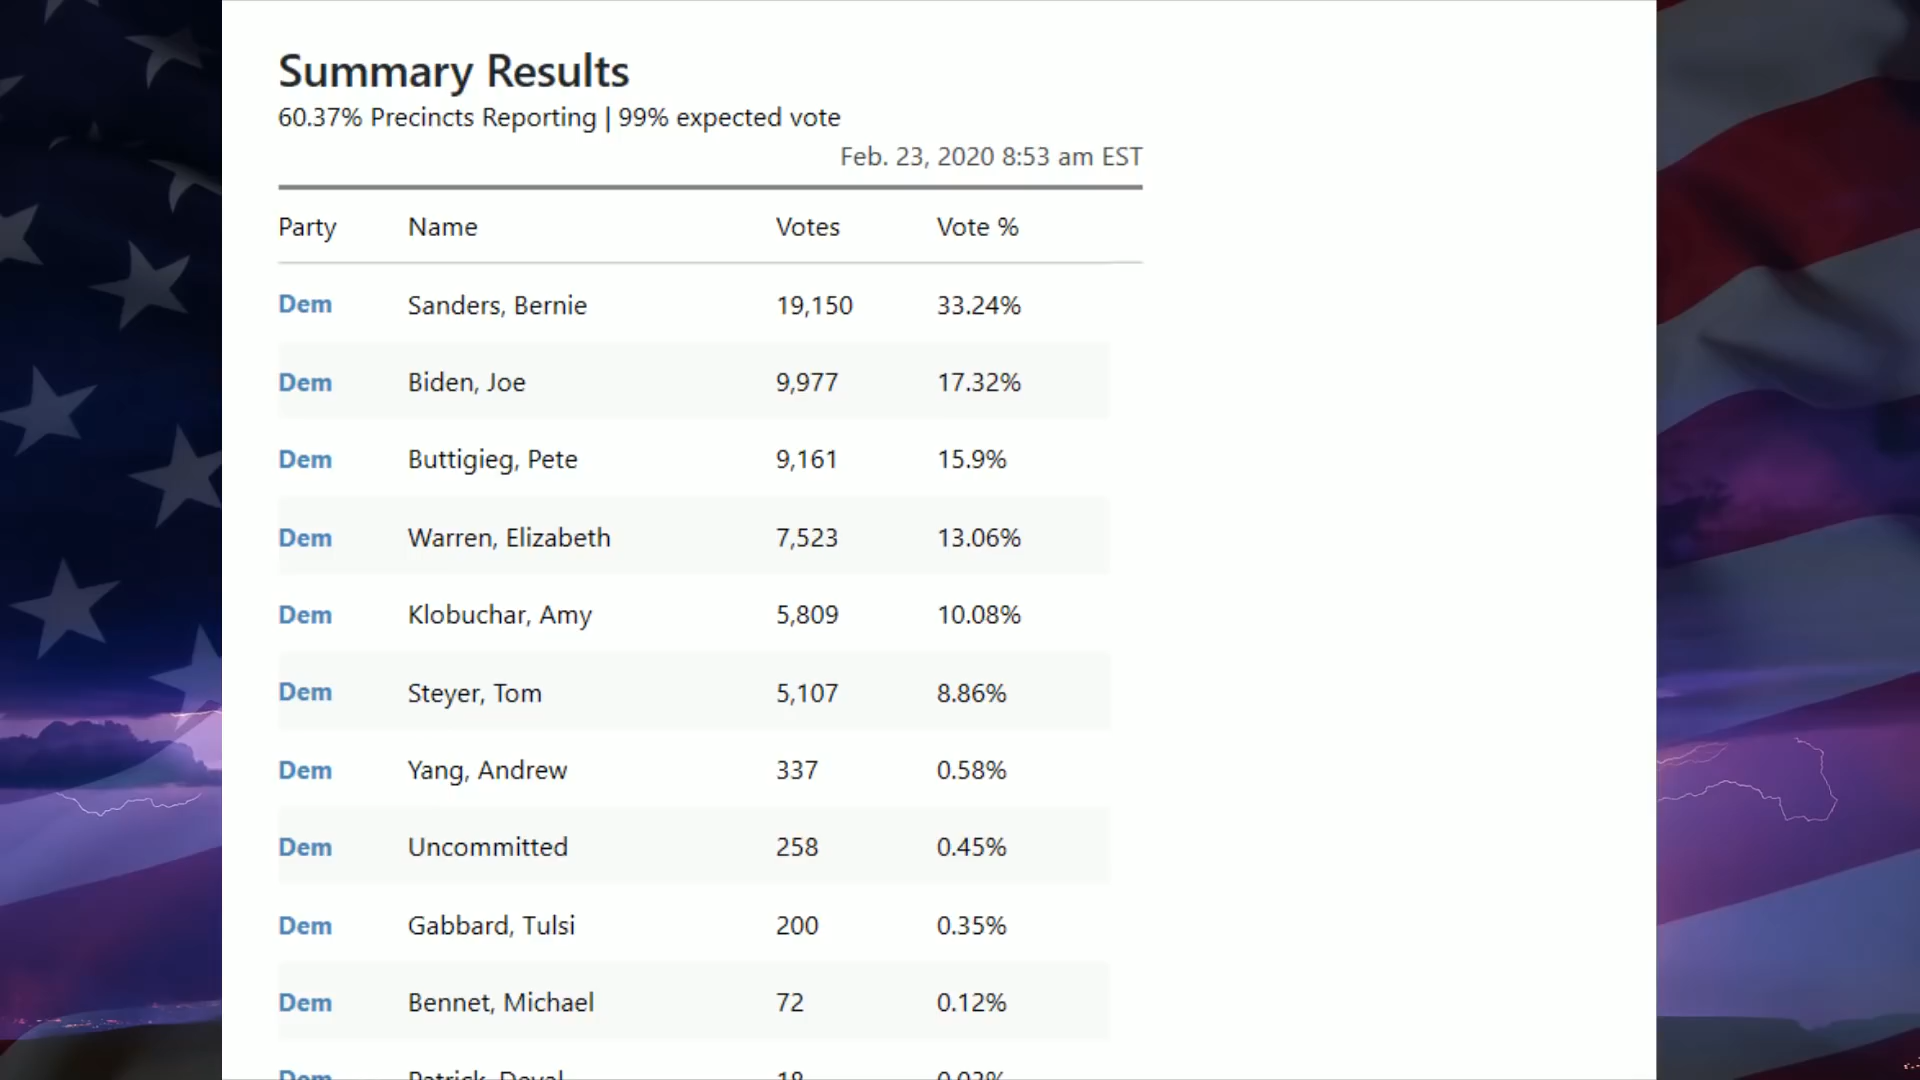 Summary Results
60.37% Precincts Reporting | 99% expected vote
Feb. 23, 2020 8:53 am EST
Party Name Votes Vote %
Dem Sanders, Bernie 19,150 33.24%
Dem Biden, Joe 9,977 17.32%
Dem Buttigieg, Pete 9,161 15.9%
Dem Warren, Elizabeth 7,523 13.06%
Dem Klobuchar, Amy 5,809 10.08%
Dem Steyer, Tom 5,107 8.86%
Dem Yang, Andrew 337 0.58%
Dem Uncommitted 258 0.45%
Dem Gabbard, Tulsi 200 0.35%
Dem Bennet, Michael 72 0.12%
Dem Patrick, Deval